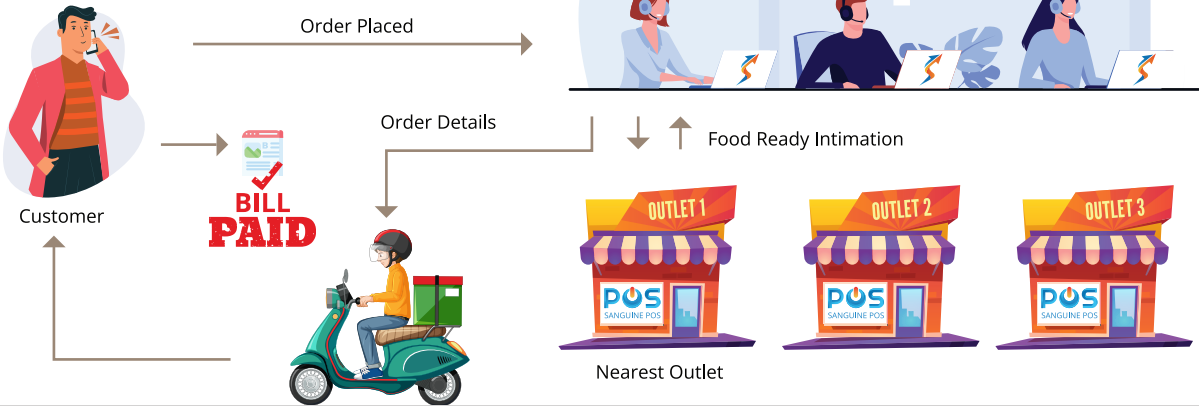 Order Placed
Order Details
Food Ready Intimation
Customer
BILL
PAID
OUTLET 1
OUTLET 2
OUTLET 3
POS
SANGUINE POS
POS
SANGUINE POS
POS
SANGUINE POS
Nearest Outlet